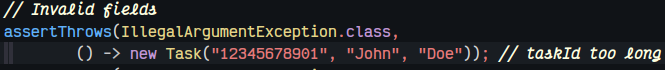 // Invalid fields
assertThrows(IllegalArgumentException.class,
() -> new Task("12345678901", "John", "Doe")); // taskId too long